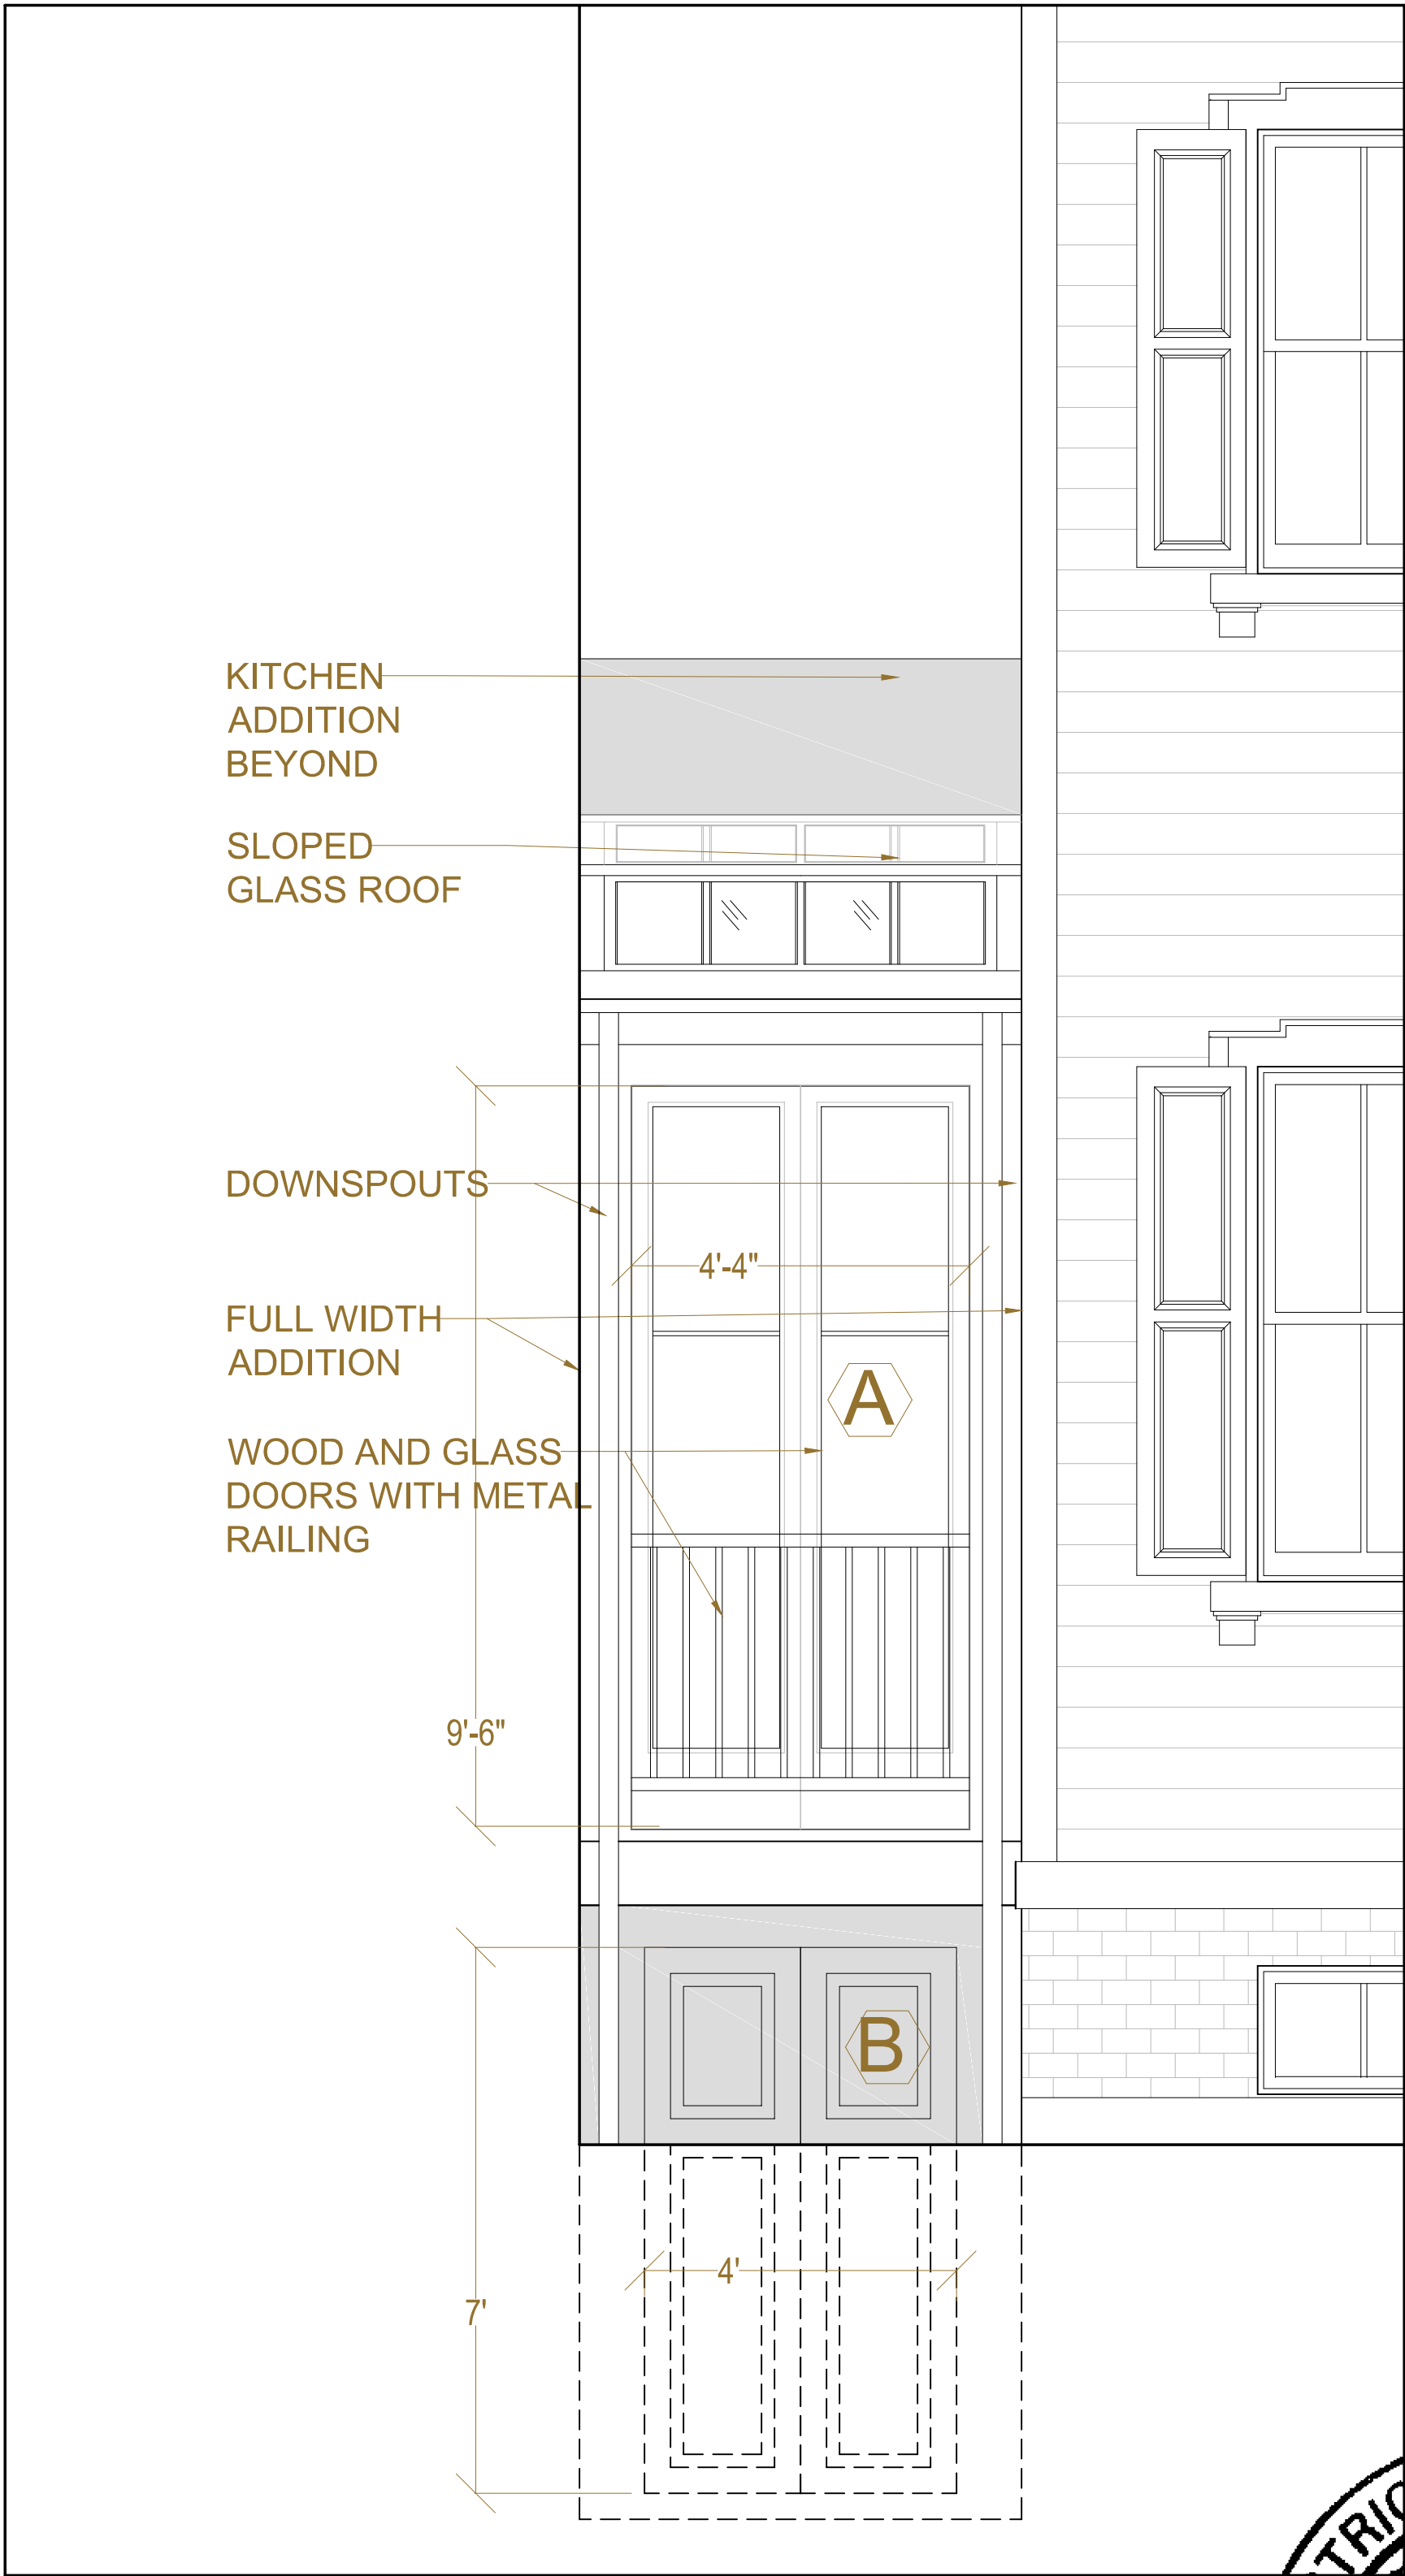 KITCHEN
ADDITION
BEYOND
SLOPED
GLASS ROOF
DOWNSPOUTS
4'-4"
FULL WIDTH
ADDITION
A
WOOD AND GLASS
DOORS WITH METAL
RAILING
9'-6"
B
4'
7'